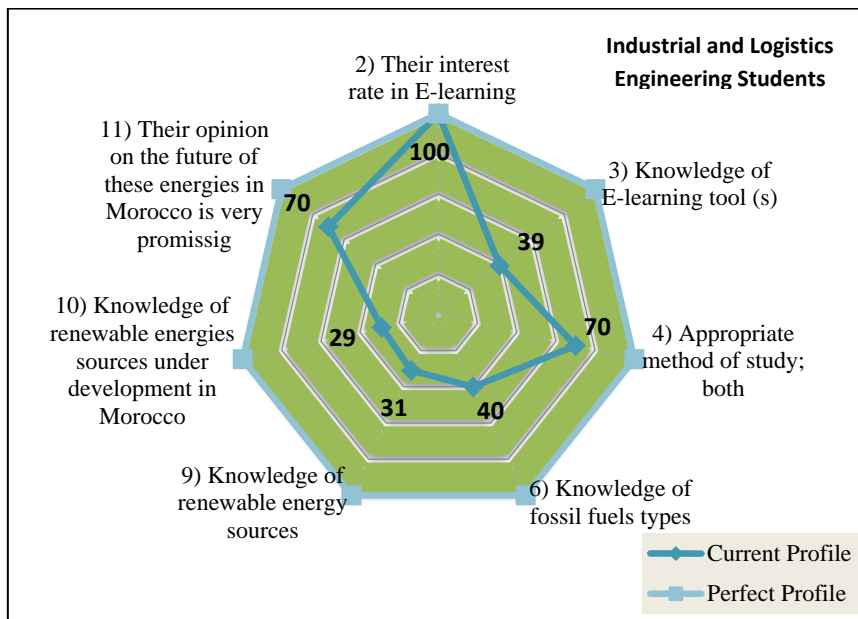 Industrial and Logistics
Engineering Students
2) Their interest
rate in E-learning
100
3) Knowledge of
E-learning tool (s)
39
4) Appropriate
method of study;
both
70
6) Knowledge of
fossil fuels types
40
9) Knowledge of
renewable energy
sources
31
10) Knowledge of
renewable energies
sources under
development in
Morocco
29
11) Their opinion
on the future of
these energies in
Morocco is very
promissig
70
Current Profile
Perfect Profile